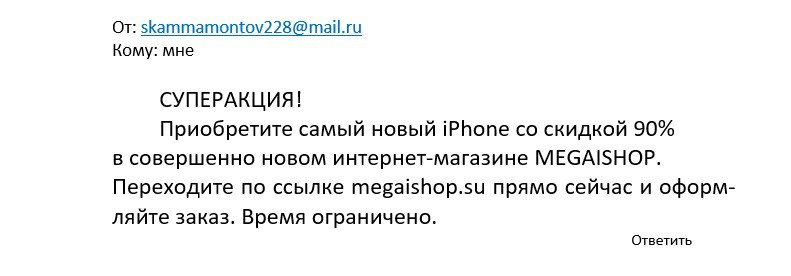 От: skammamontov228@mail.ru
Кому: мне
СУПЕРАКЦИЯ!
Приобретите самый новый iPhone со скидкой 90%
в совершенно новом интернет-магазине MEGAISHOP.
Переходите по ссылке megaishop.su прямо сейчас и оформ-
ляйте заказ. Время ограничено.
Ответить